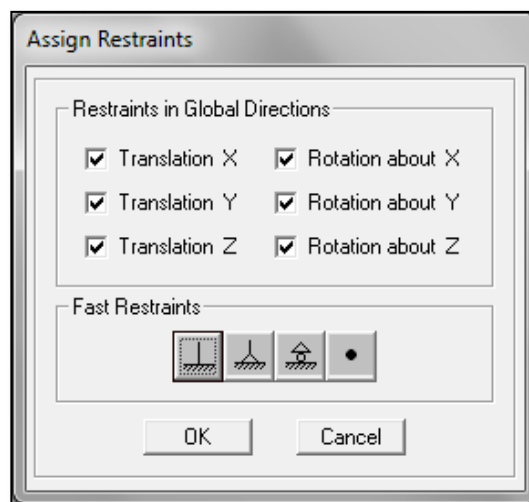 Assign Restraints
Restraints in Global Directions
Translation X
Rotation about X
Translation Y
Rotation about Y
Translation Z
Rotation about Z
Fast Restraints
OK
Cancel